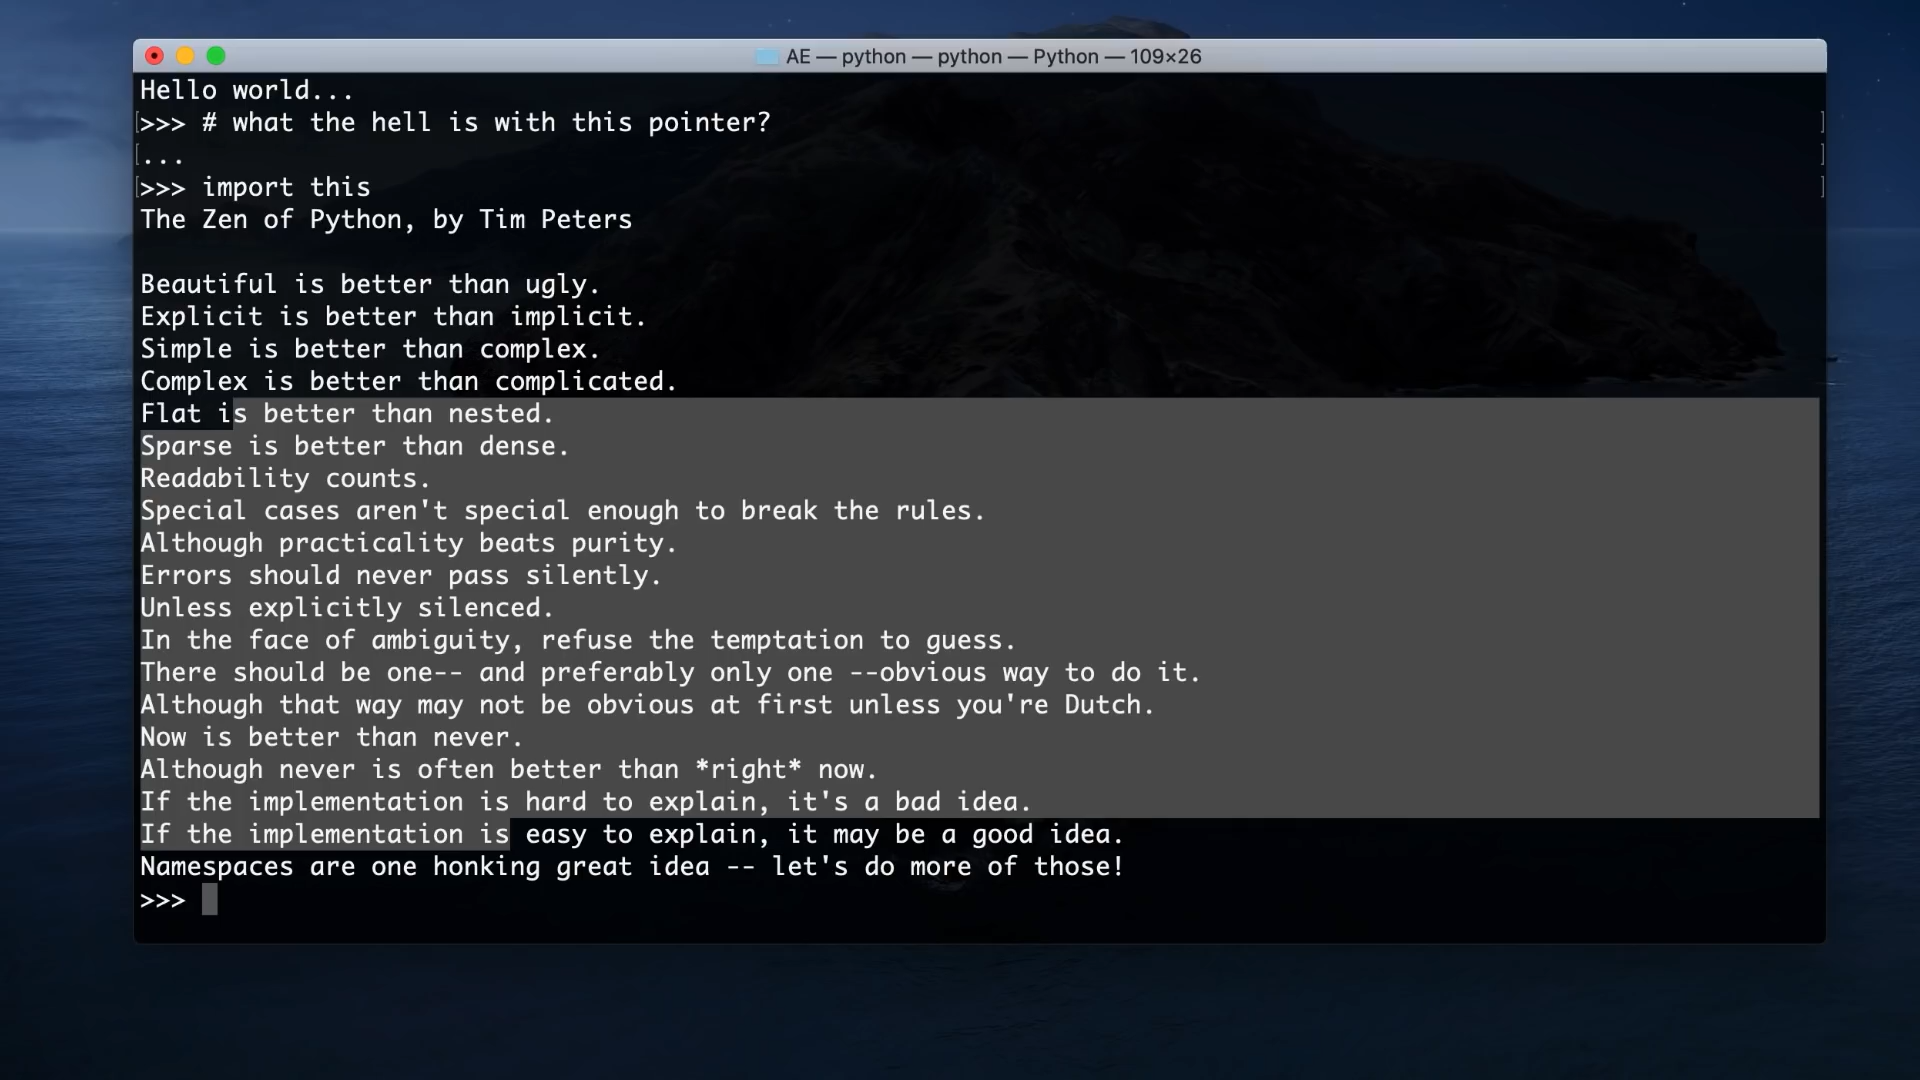 AE — python — python — Python — 109×26
Hello world...
[>>> # what the hell is with this pointer? ]
[... ]
[>>> import this ]
The Zen of Python, by Tim Peters

Beautiful is better than ugly.
Explicit is better than implicit.
Simple is better than complex.
Complex is better than complicated.
Flat is better than nested.
Sparse is better than dense.
Readability counts.
Special cases aren't special enough to break the rules.
Although practicality beats purity.
Errors should never pass silently.
Unless explicitly silenced.
In the face of ambiguity, refuse the temptation to guess.
There should be one-- and preferably only one --obvious way to do it.
Although that way may not be obvious at first unless you're Dutch.
Now is better than never.
Although never is often better than *right* now.
If the implementation is hard to explain, it's a bad idea.
If the implementation is easy to explain, it may be a good idea.
Namespaces are one honking great idea -- let's do more of those!
>>>